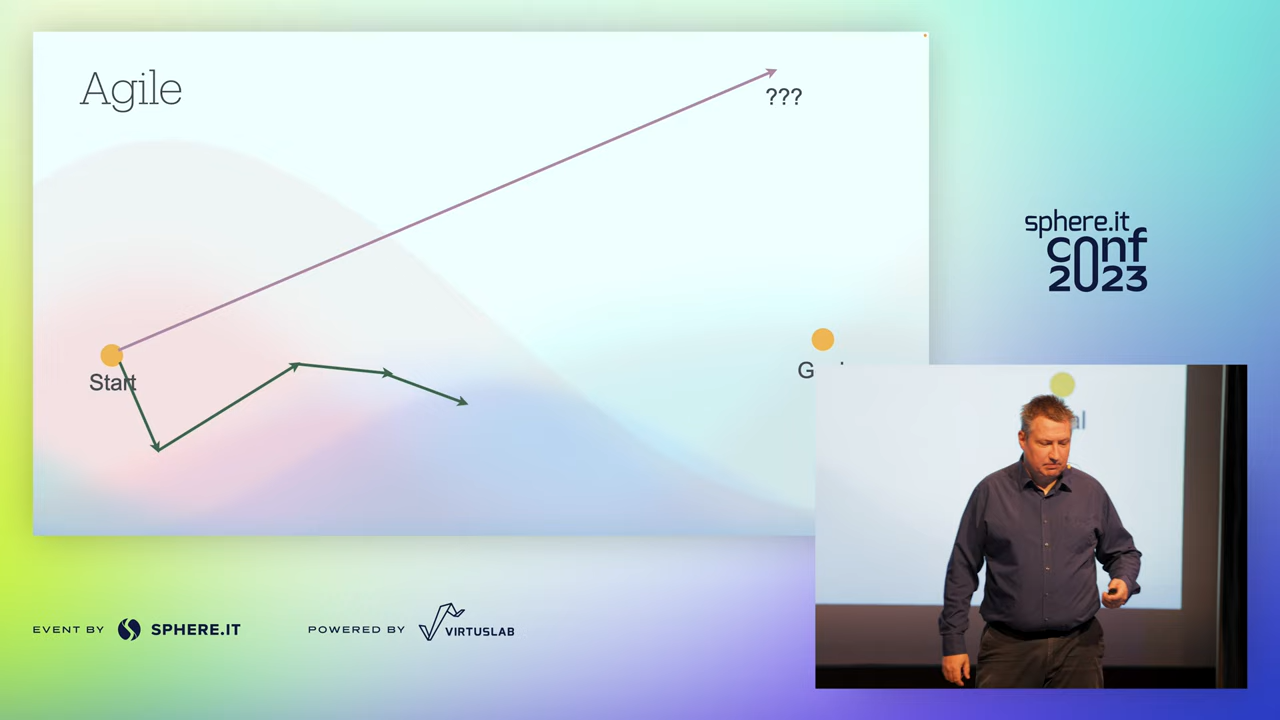 Agile
???
Start
sphere.it
conf
2023
EVENT BY SPHERE.IT
POWERED BY VIRTUSLAB